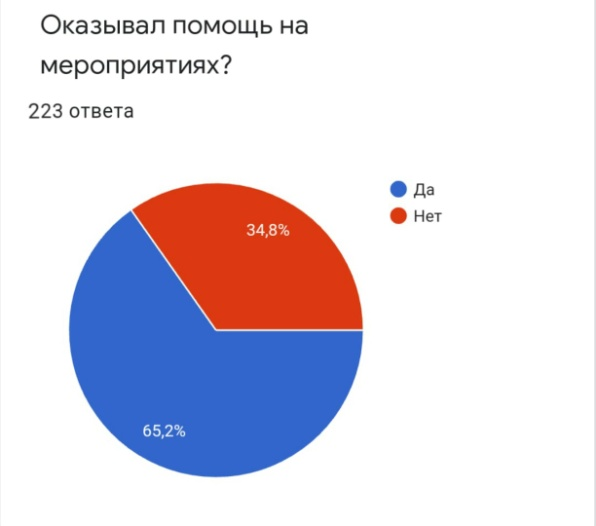 Оказывал помощь на
мероприятиях?
223 ответа
Да
Нет
34,8%
65,2%